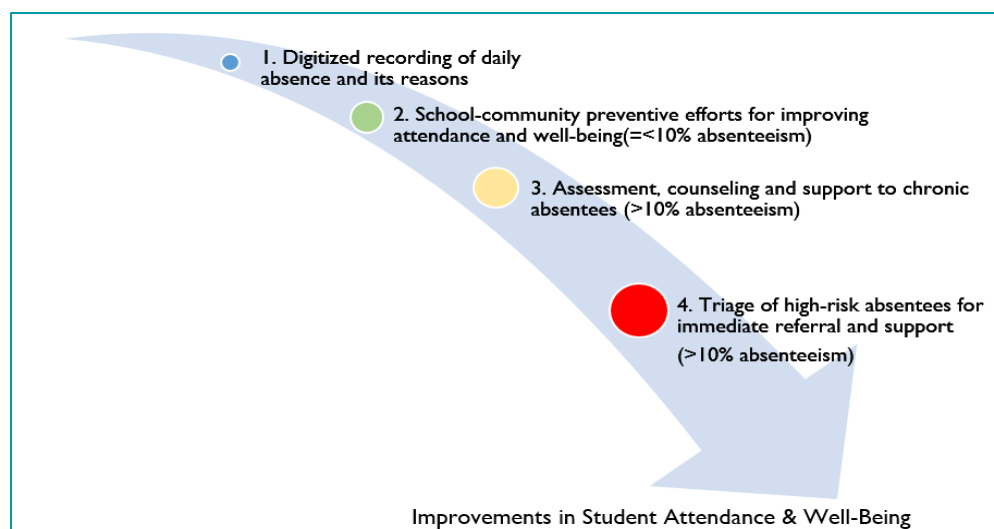 1. Digitized recording of daily
absence and its reasons
2. School-community preventive efforts for improving
attendance and well-being(=<10% absenteeism)
3. Assessment, counseling and support to chronic
absentees (>10% absenteeism)
4. Triage of high-risk absentees for
immediate referral and support
(>10% absenteeism)
Improvements in Student Attendance & Well-Being